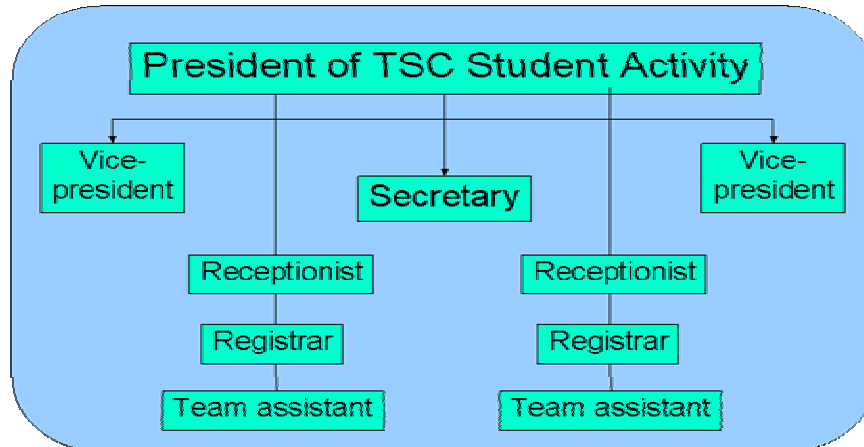 President of TSC Student Activity
Vice-
president
Secretary
Vice-
president
Receptionist
Receptionist
Registrar
Registrar
Team assistant
Team assistant